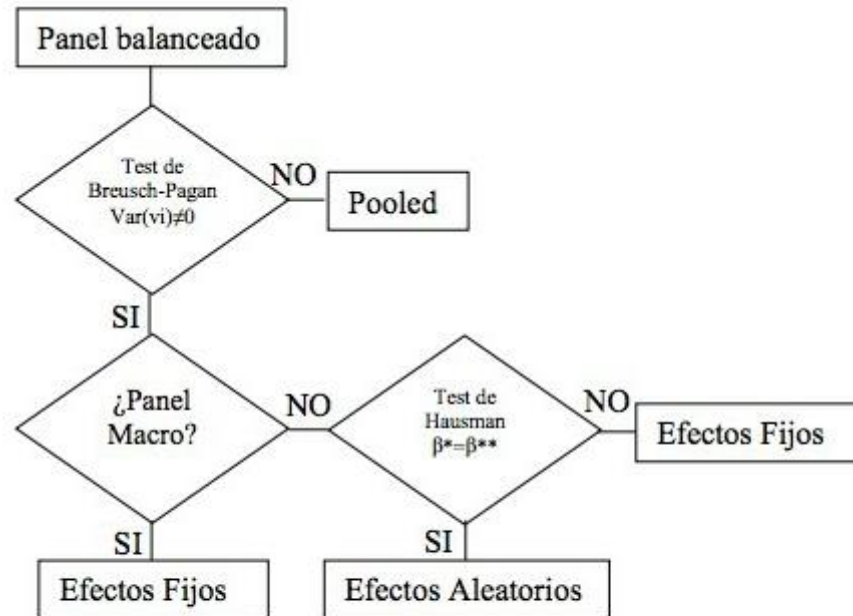 Panel balanceado
Test de
Breusch-Pagan
Var(vi)≠0
NO
Pooled
SI
¿Panel
Macro?
NO
Test de
Hausman
β*=β**
NO
Efectos Fijos
SI
Efectos Fijos
SI
Efectos Aleatorios